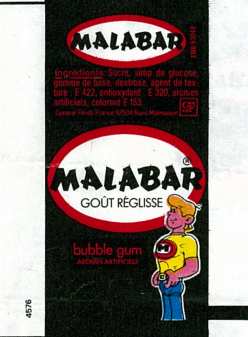 MALABAR
Ingrédients: Sucre, sirop de glucose,
gomme de base, dextrose, agent de tex-
ture: E 422, antioxydant: E 320, arômes
artificiels, colorant E 153.
General Foods France 92504 Rueil Malmaison
MALABAR®
GOÛT RÉGLISSE
bubble gum
AROMES ARTIFICIELS
M
4576